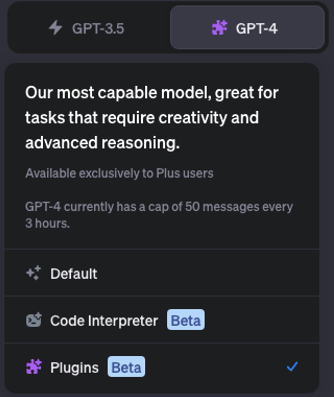 GPT-3.5
GPT-4
Our most capable model, great for
tasks that require creativity and
advanced reasoning.
Available exclusively to Plus users
GPT-4 currently has a cap of 50 messages every
3 hours.
Default
Code Interpreter Beta
Plugins Beta